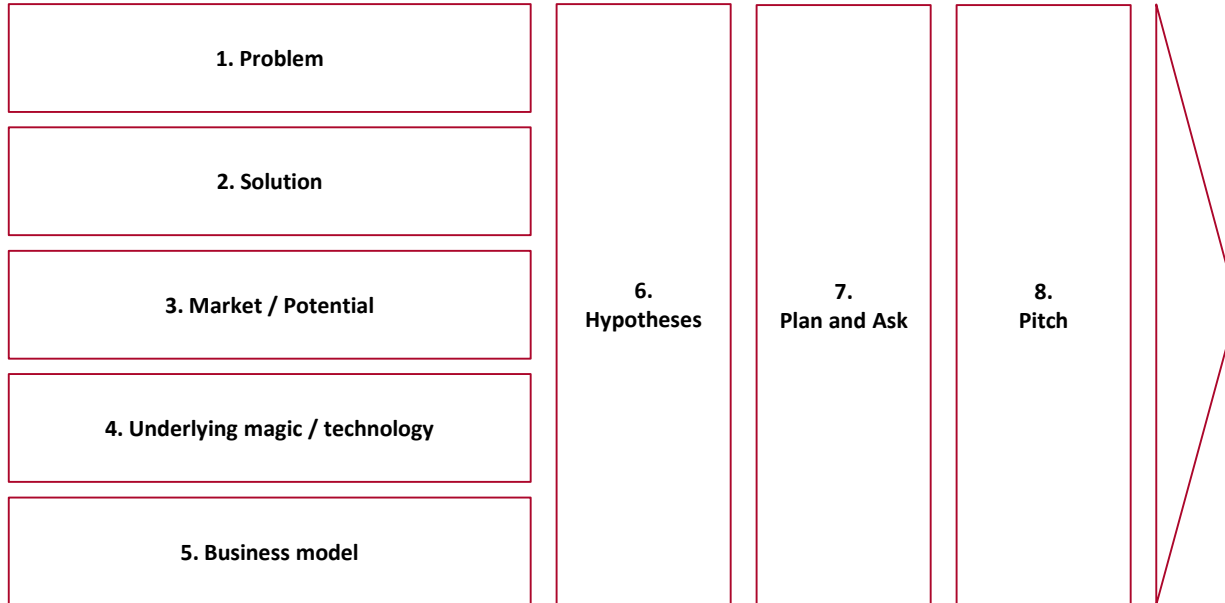 1. Problem
2. Solution
3. Market / Potential
4. Underlying magic / technology
5. Business model
6.
Hypotheses
7.
Plan and Ask
8.
Pitch